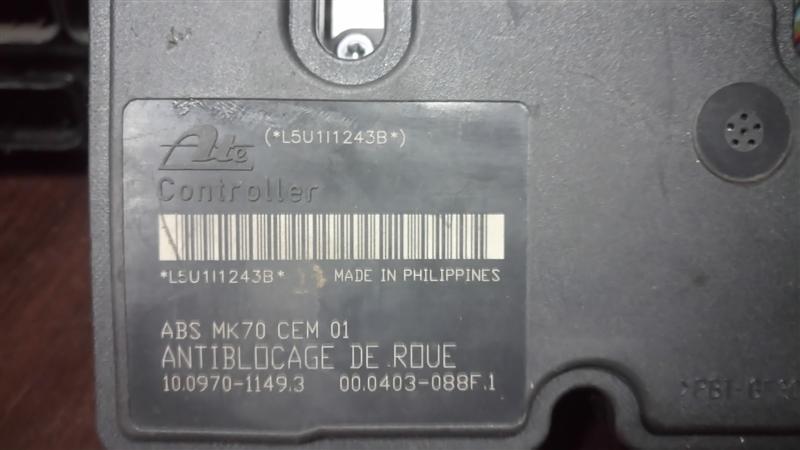 (*L5U1I1243B*)
Ate
Controller
*L5U1I1243B* MADE IN PHILIPPINES
ABS MK70 CEM 01
ANTIBLOCAGE DE ROUE
10.0970-1149.3 00.0403-088F.1